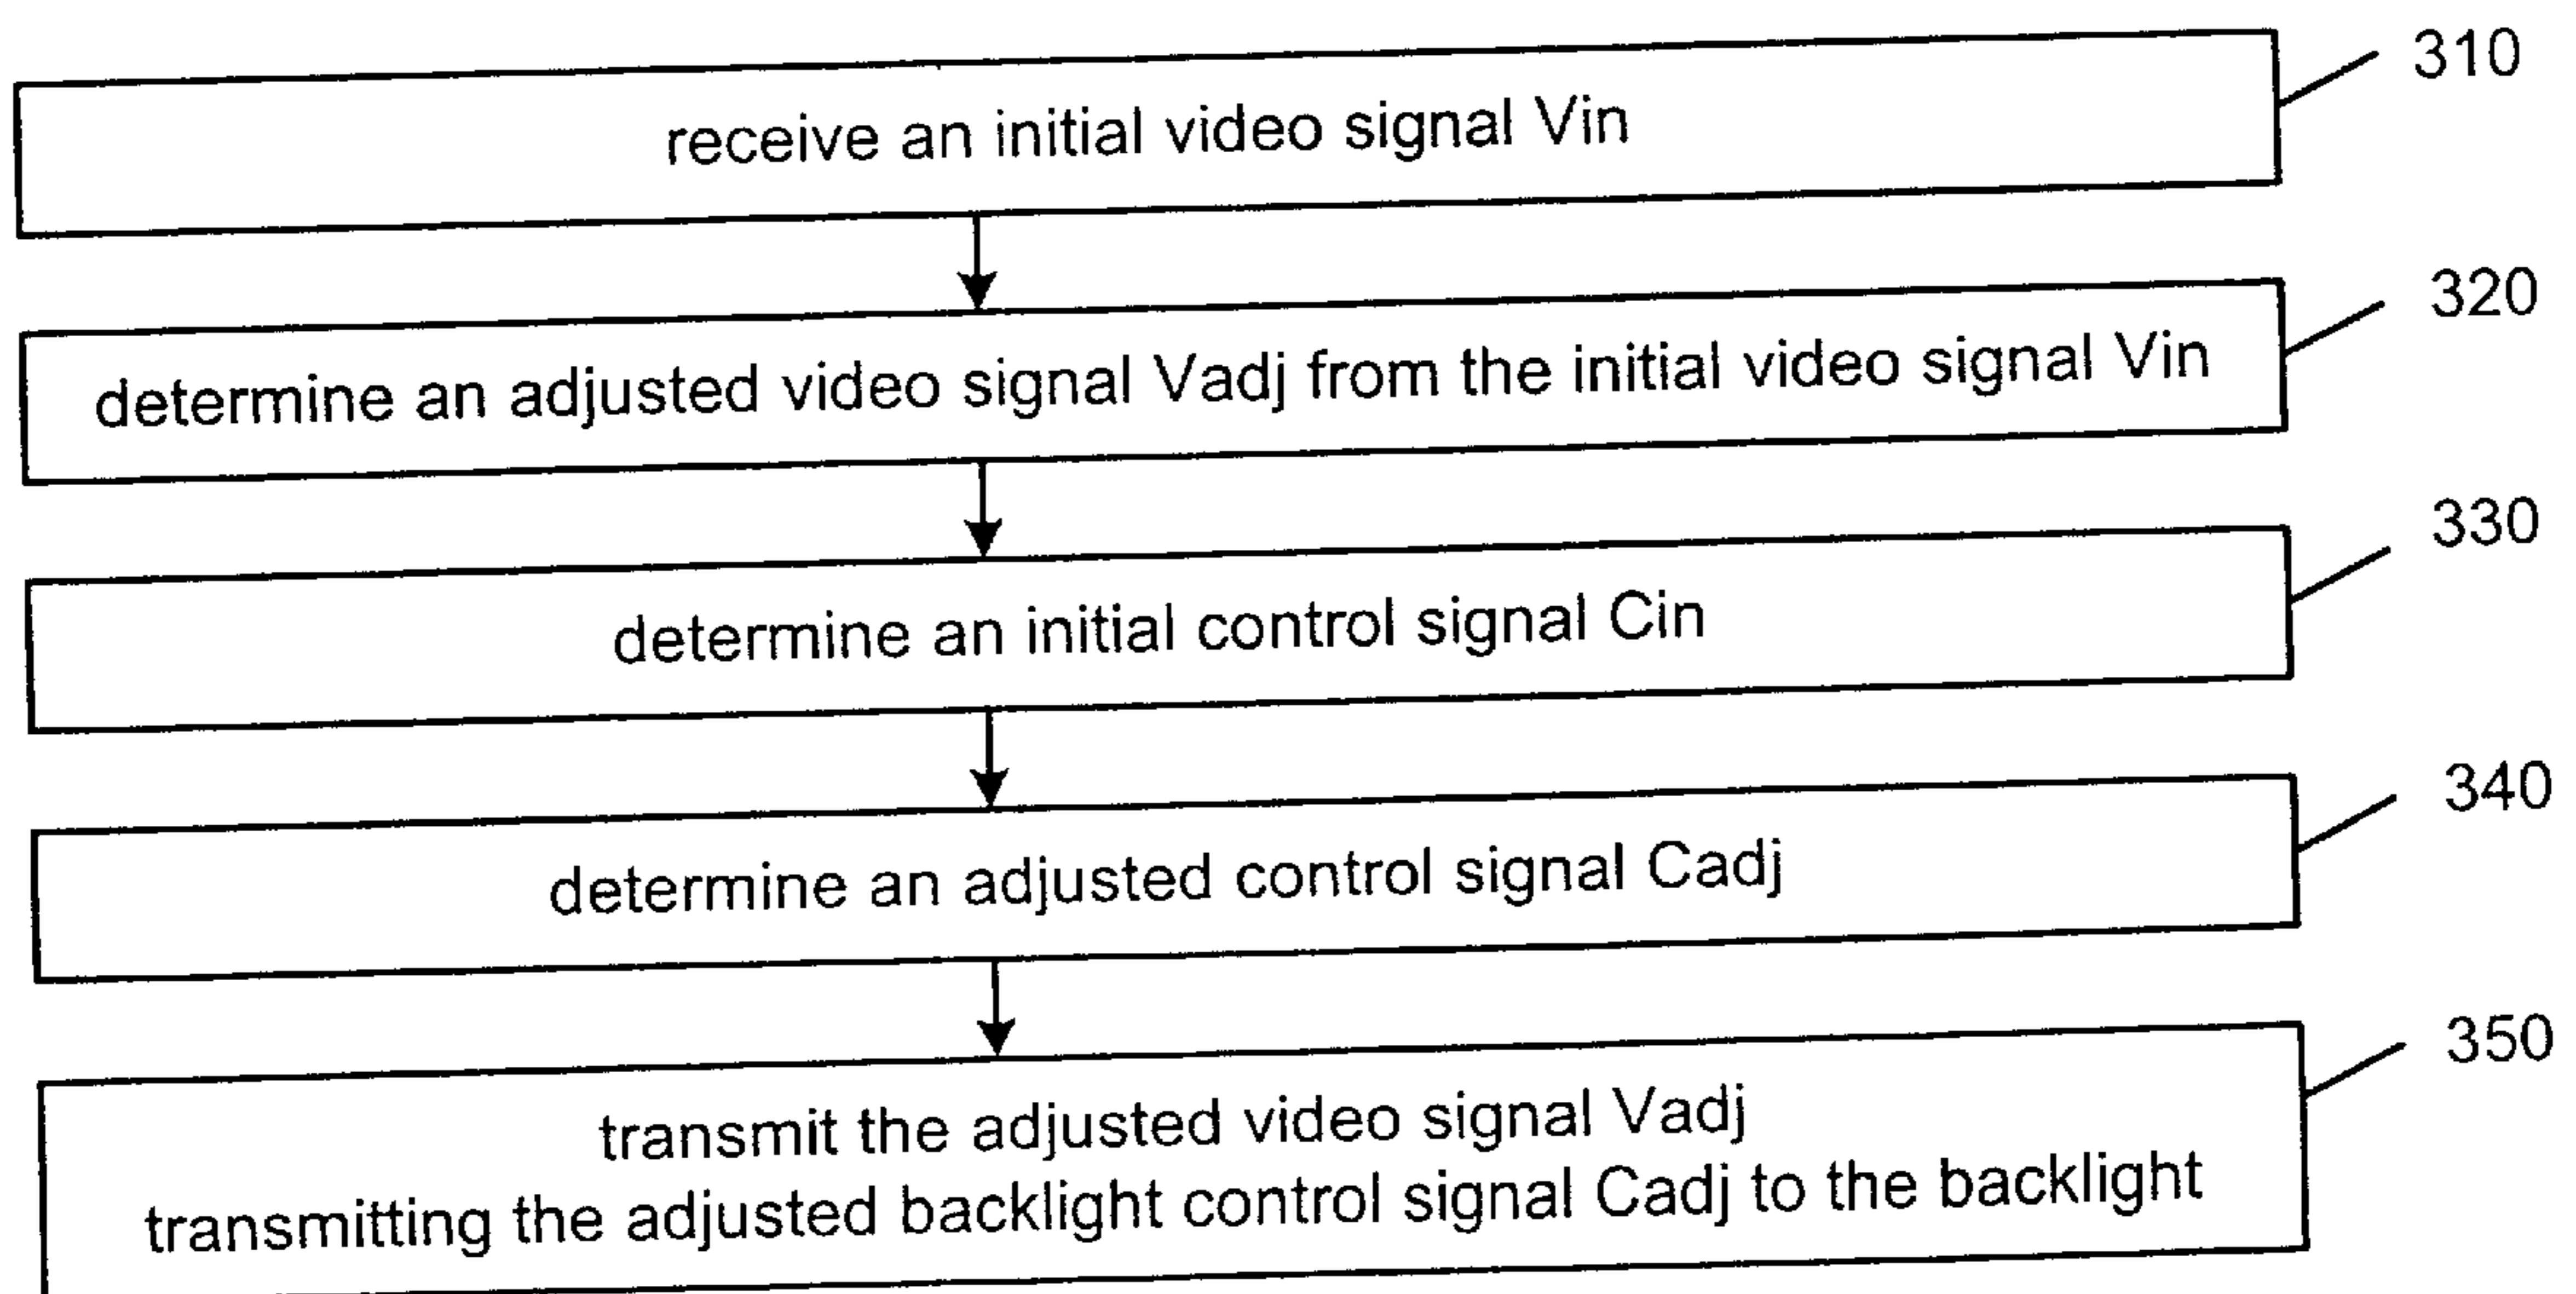 310
receive an initial video signal Vin
320
determine an adjusted video signal Vadj from the initial video signal Vin
330
determine an initial control signal Cin
340
determine an adjusted control signal Cadj
350
transmit the adjusted video signal Vadj
transmitting the adjusted backlight control signal Cadj to the backlight